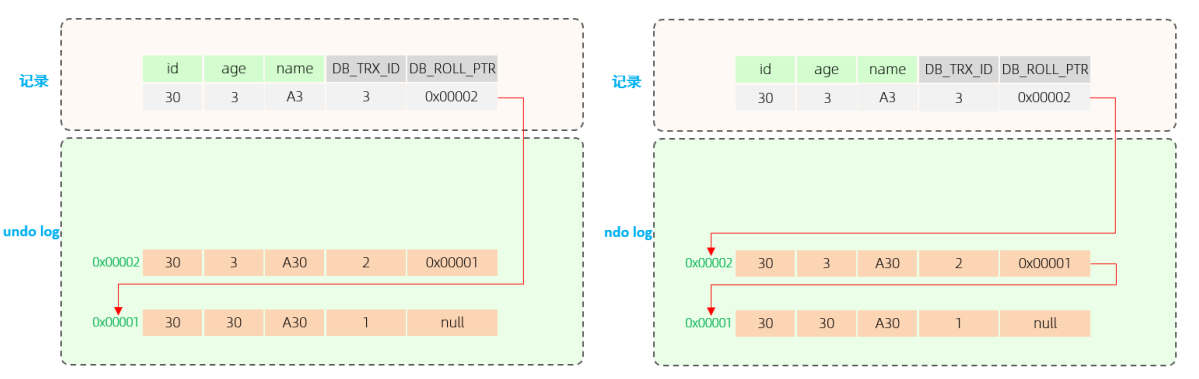 id age name DB_TRX_ID DB_ROLL_PTR
记录
30 3 A3 3 0x00002
undo log
0x00002 30 3 A30 2 0x00001
0x00001 30 30 A30 1 null
id age name DB_TRX_ID DB_ROLL_PTR
记录
30 3 A3 3 0x00002
ndo log
0x00002 30 3 A30 2 0x00001
0x00001 30 30 A30 1 null